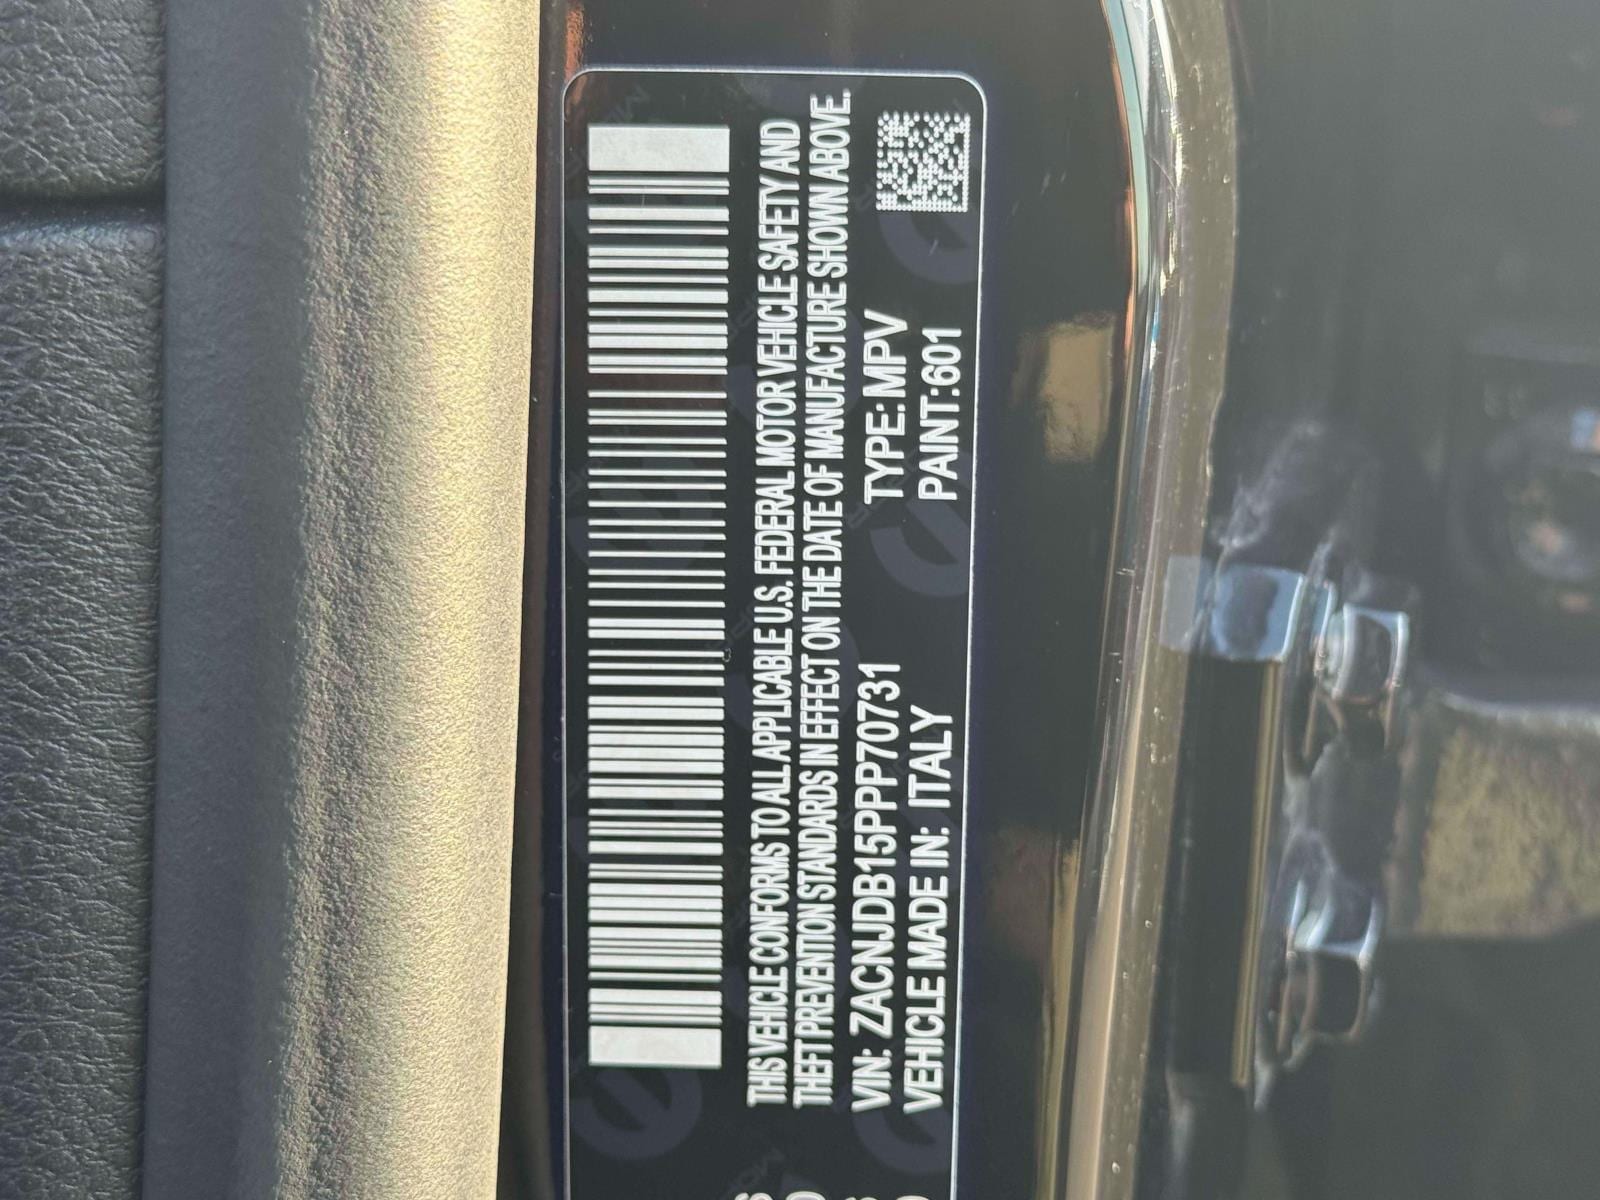 THIS VEHICLE CONFORMS TO ALL APPLICABLE U.S. FEDERAL MOTOR VEHICLE SAFETY AND
THEFT PREVENTION STANDARDS IN EFFECT ON THE DATE OF MANUFACTURE SHOWN ABOVE.
VIN: ZACNJDB15PPP70731 TYPE: MPV
VEHICLE MADE IN: ITALY PAINT:601